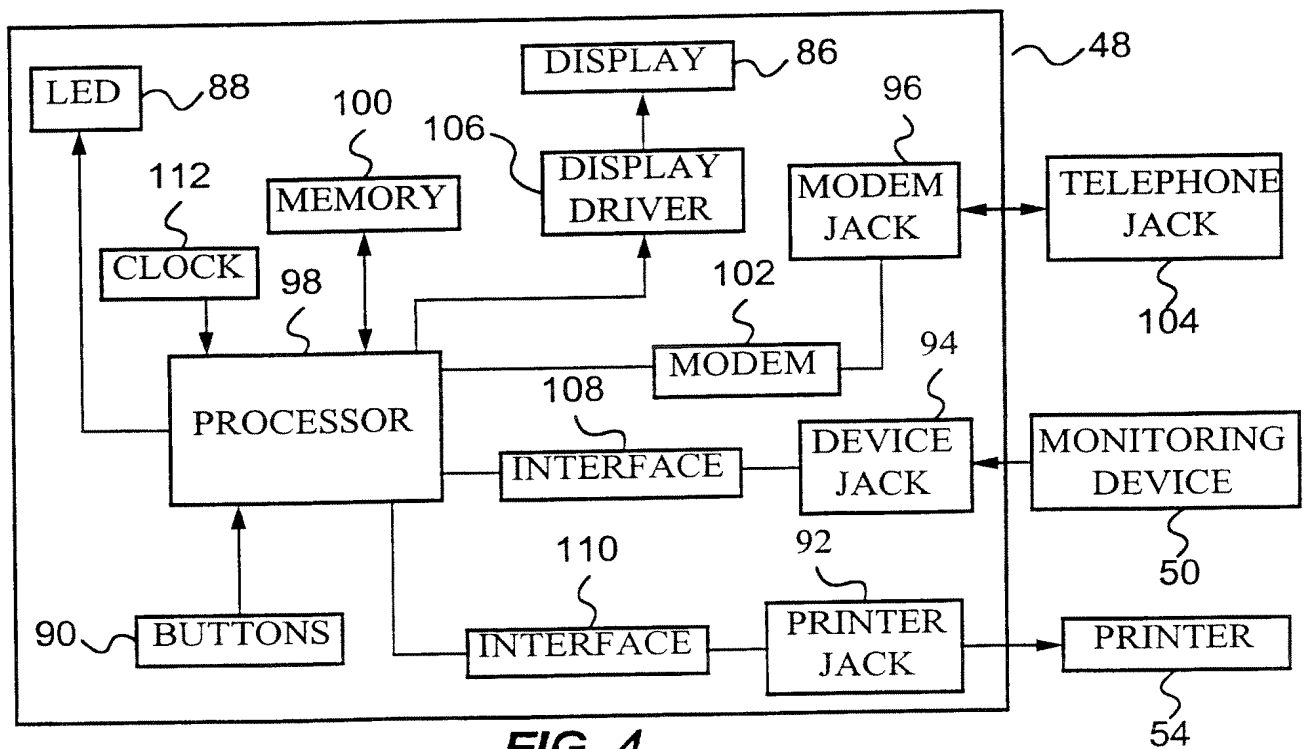 DISPLAY
86
48
LED
88
100
106
96
DISPLAY
DRIVER
MODEM
JACK
TELEPHONE
JACK
104
112
MEMORY
CLOCK
98
102
MODEM
94
PROCESSOR
108
INTERFACE
DEVICE
JACK
MONITORING
DEVICE
50
110
92
90
BUTTONS
INTERFACE
PRINTER
JACK
PRINTER
54
FIG. 4